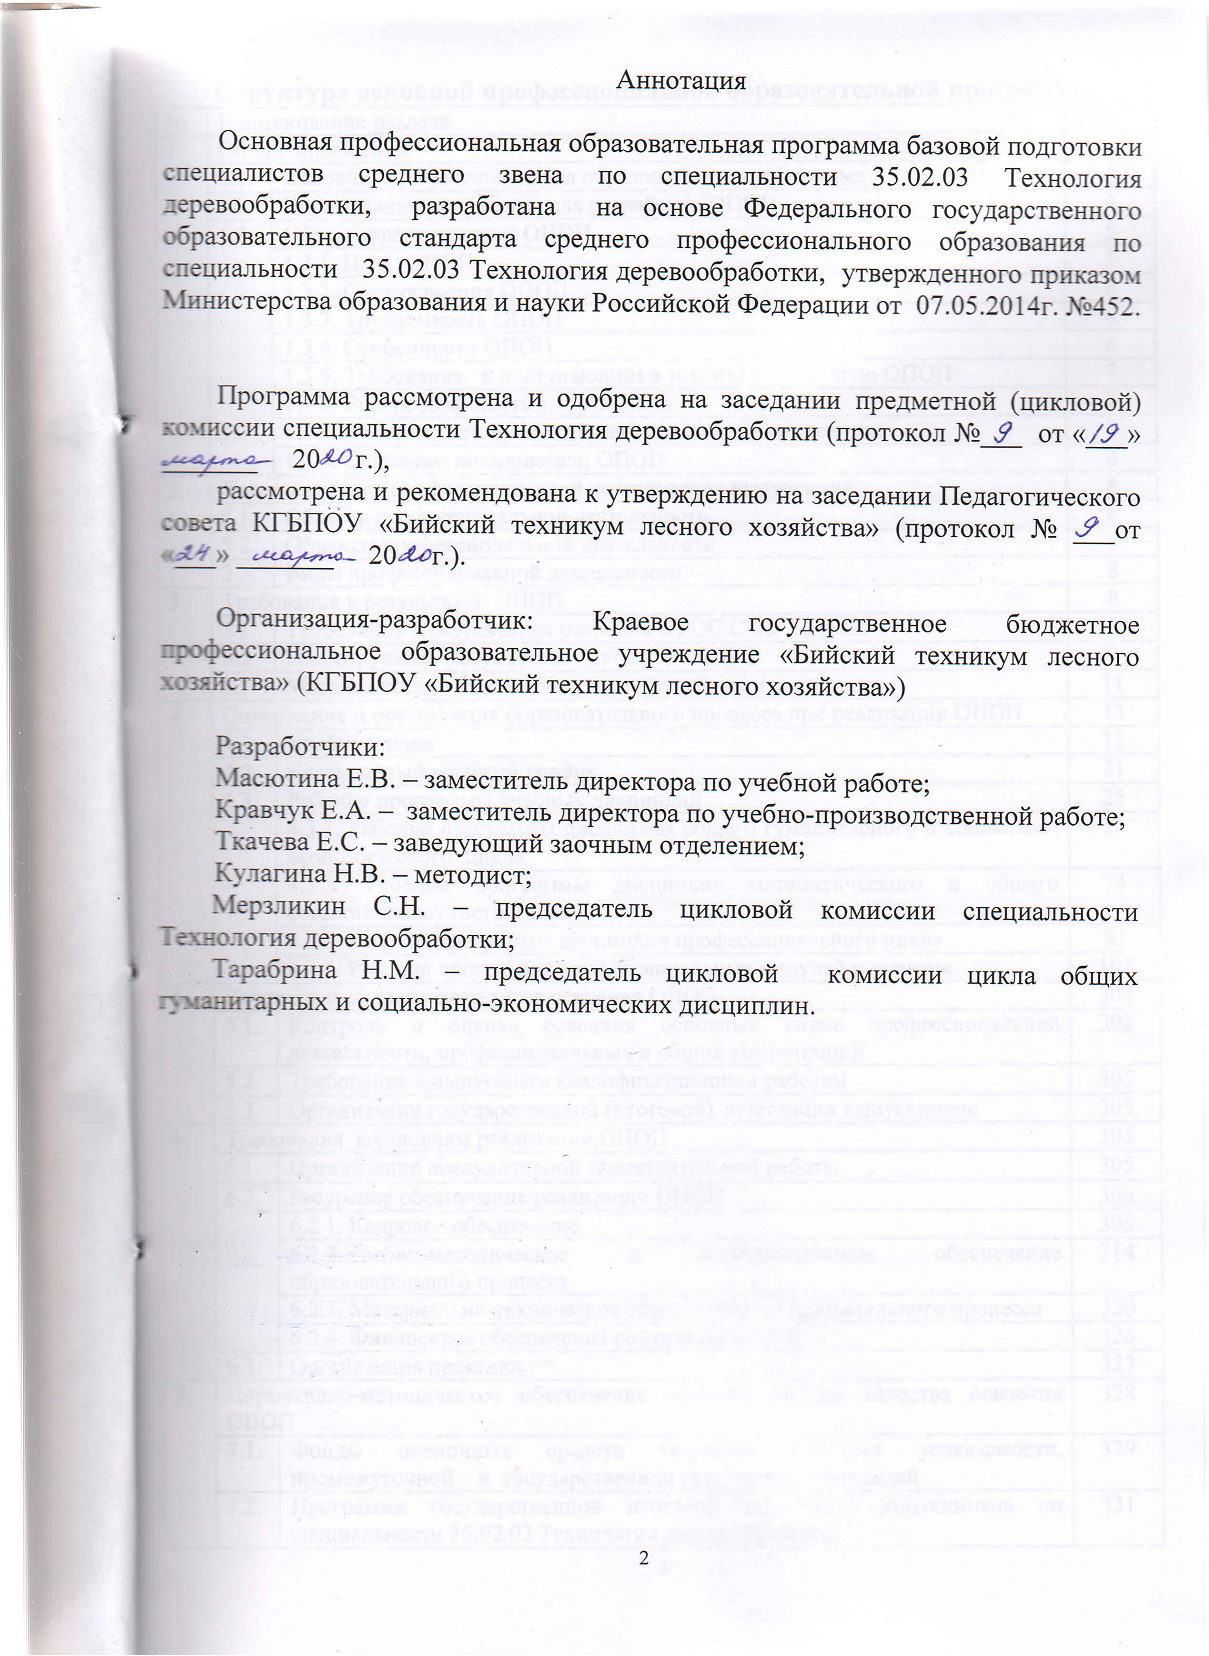 Аннотация
Основная профессиональная образовательная программа базовой подготовки
специалистов среднего звена по специальности 35.02.03 Технология
деревообработки, разработана на основе Федерального государственного
образовательного стандарта среднего профессионального образования по
специальности 35.02.03 Технология деревообработки, утвержденного приказом
Министерства образования и науки Российской Федерации от 07.05.2014г. №452.
Программа рассмотрена и одобрена на заседании предметной (цикловой)
комиссии специальности Технология деревообработки (протокол № 9 от «19»
марта 2020 г.),
рассмотрена и рекомендована к утверждению на заседании Педагогического
совета КГБПОУ «Бийский техникум лесного хозяйства» (протокол № 9 от
«24» марта 2020г.).
Организация-разработчик: Краевое государственное бюджетное
профессиональное образовательное учреждение «Бийский техникум лесного
хозяйства» (КГБПОУ «Бийский техникум лесного хозяйства»)
Разработчики:
Масютина Е.В. – заместитель директора по учебной работе;
Кравчук Е.А. – заместитель директора по учебно-производственной работе;
Ткачева Е.С. – заведующий заочным отделением;
Кулагина Н.В. – методист;
Мерзликин С.Н. – председатель цикловой комиссии специальности
Технология деревообработки;
Тарабрина Н.М. – председатель цикловой комиссии цикла общих
гуманитарных и социально-экономических дисциплин.
2